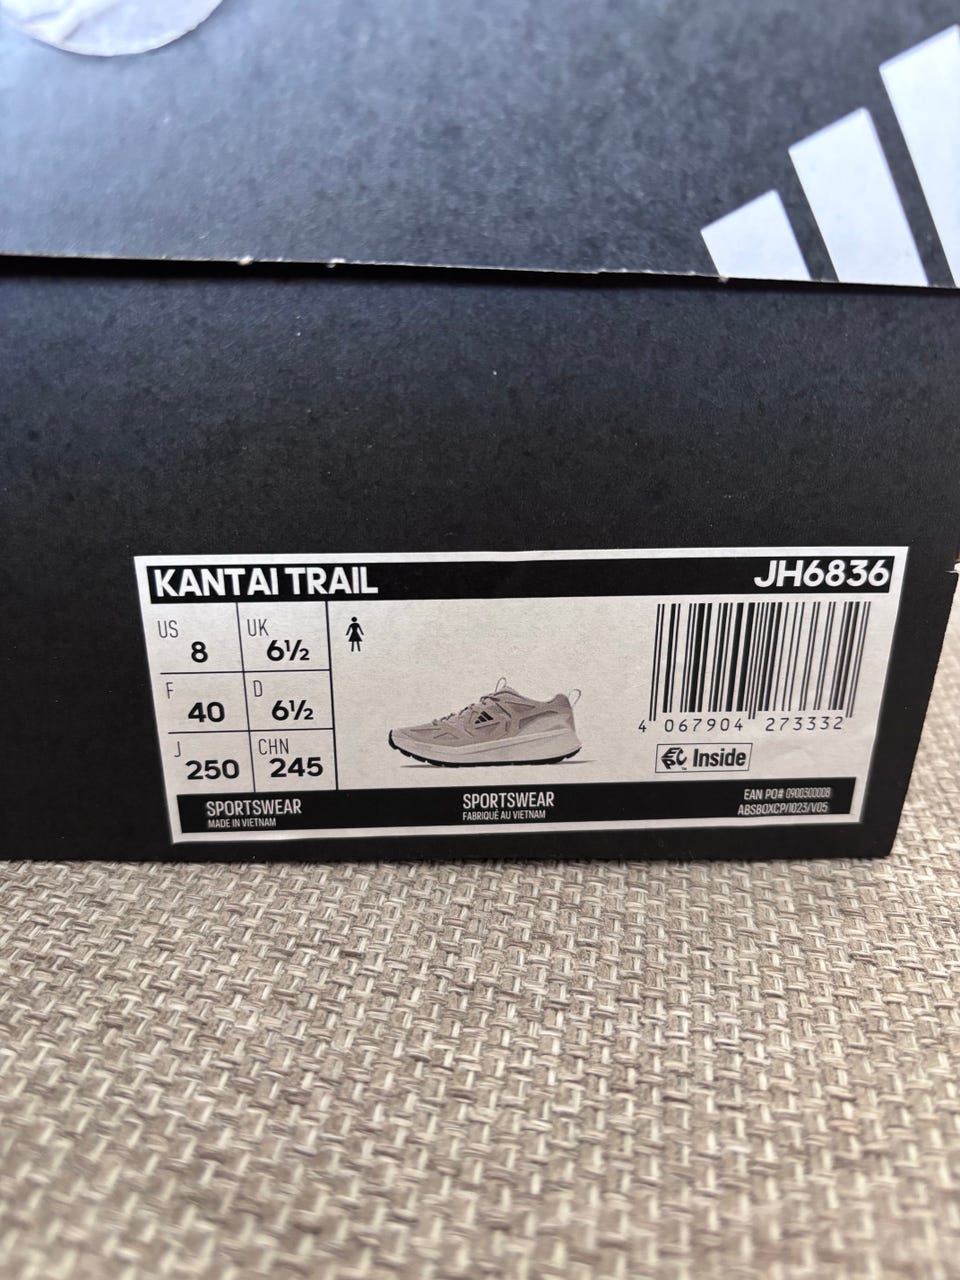 KANTAI TRAIL JH6836
US 8 UK 6½
F 40 D 6½
J 250 CHN 245
4 067904 273332
Inside
SPORTSWEAR
MADE IN VIETNAM
SPORTSWEAR
FABRIQUÉ AU VIETNAM
EAN PO# 0900300008
ABSBOXCP/1023/V05